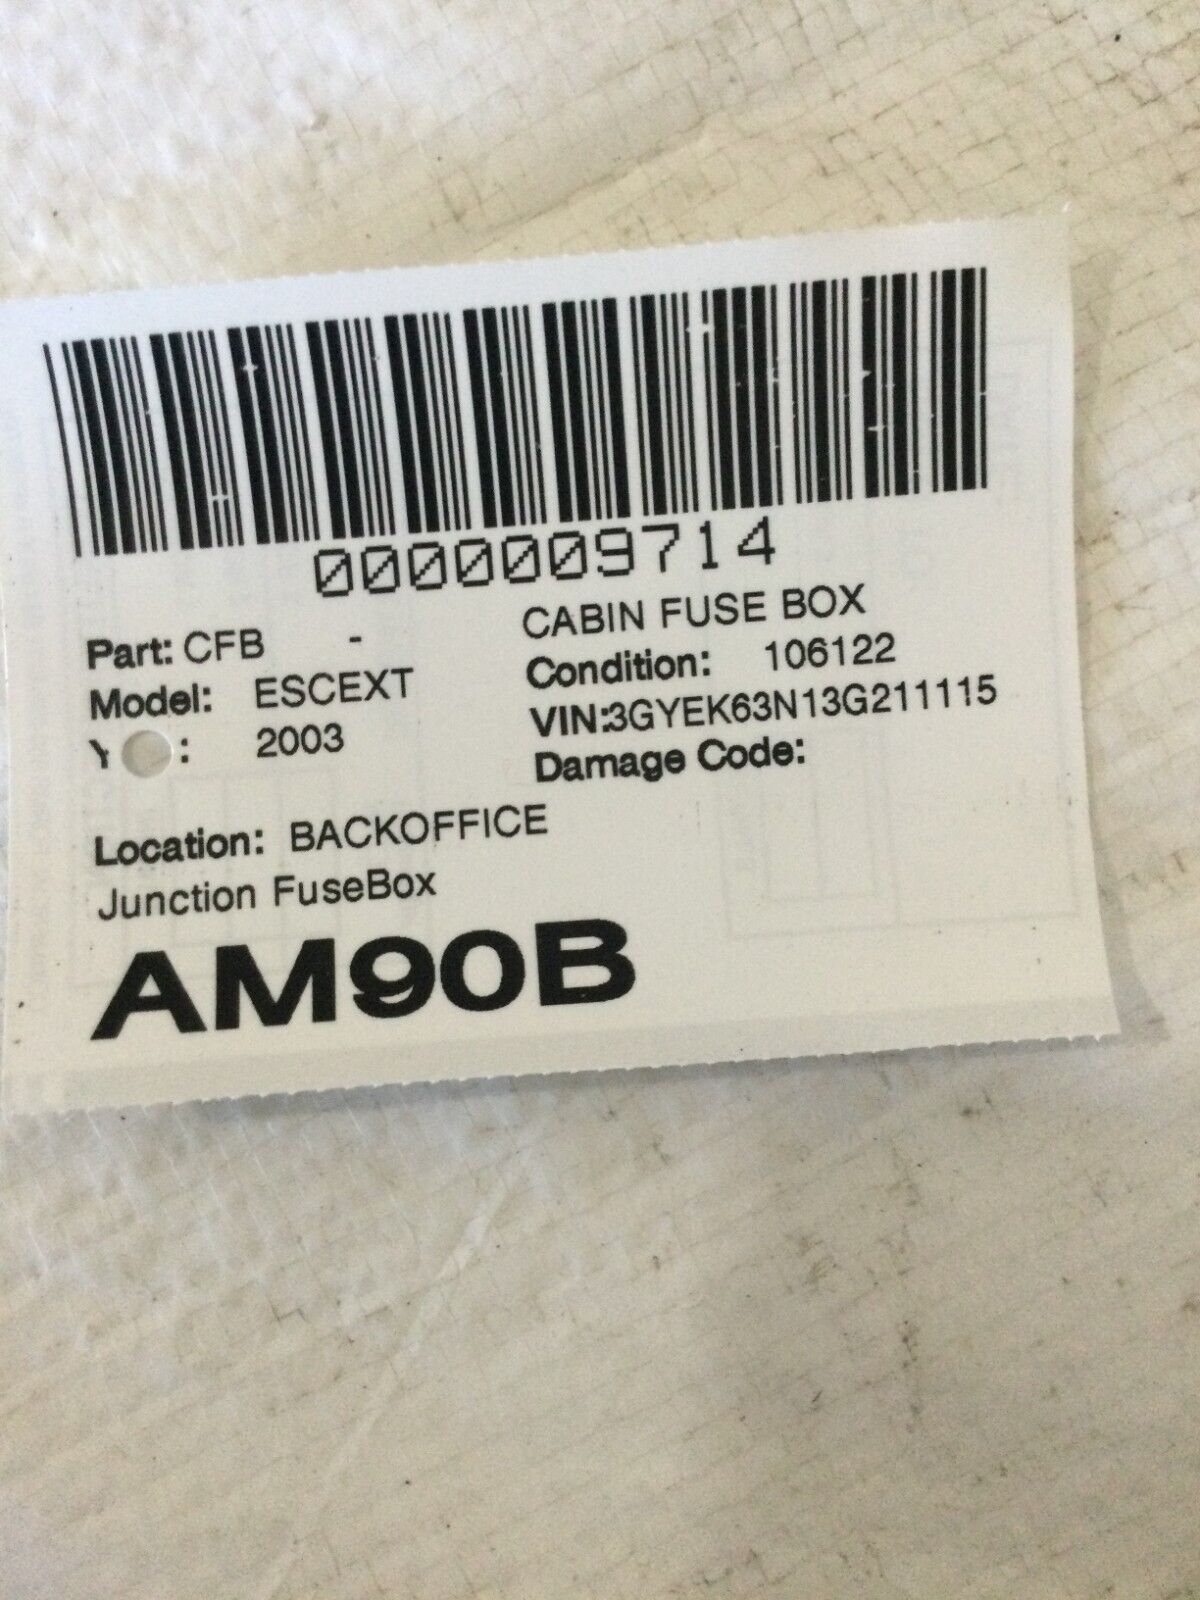 0000009714
Part: CFB - CABIN FUSE BOX
Model: ESCEXT Condition: 106122
Y : 2003 VIN:3GYEK63N13G211115
Damage Code:
Location: BACKOFFICE
Junction FuseBox
AM90B